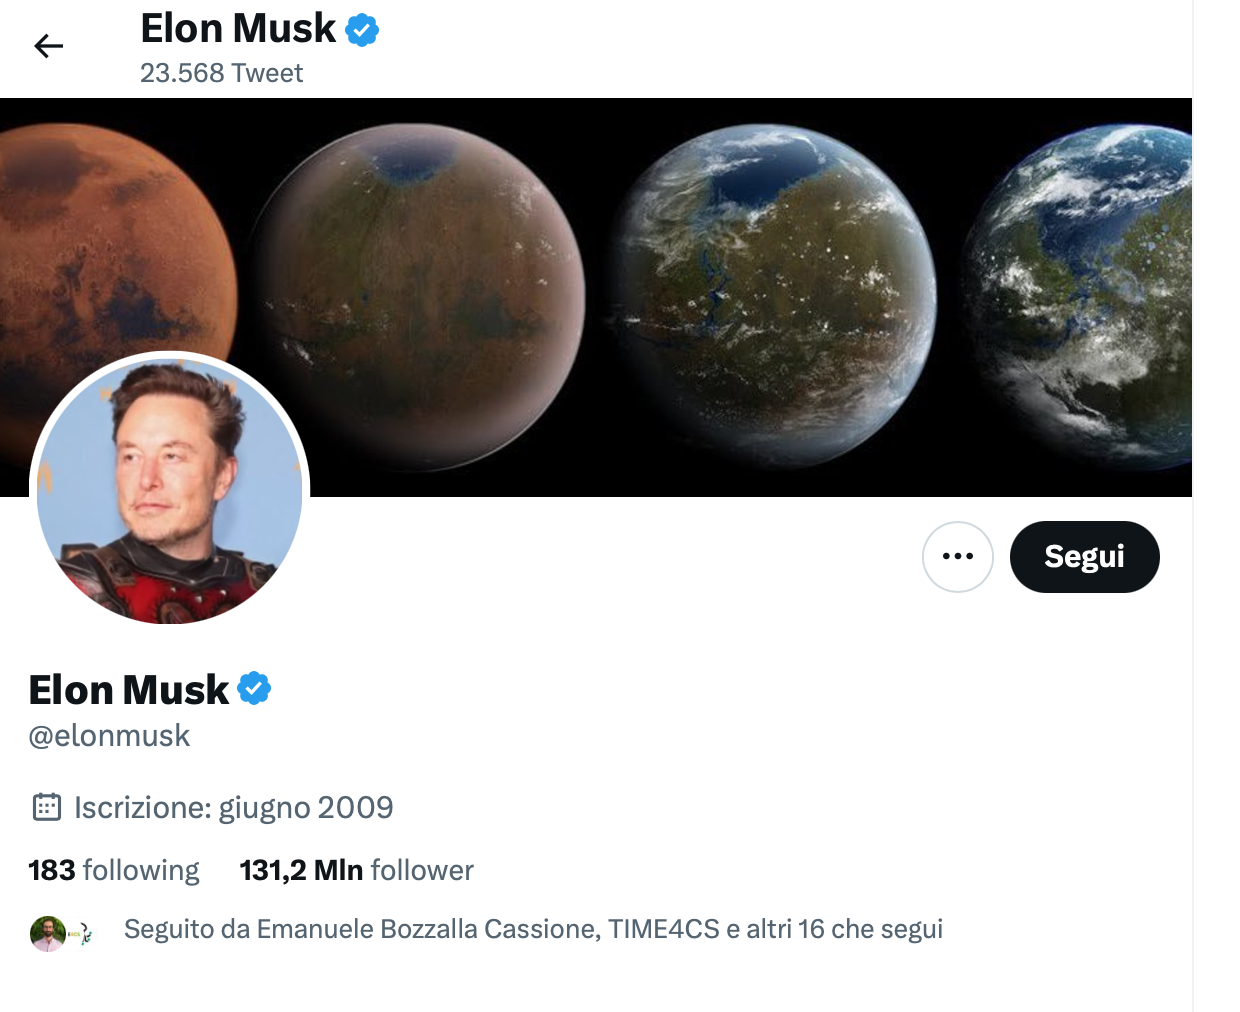 Elon Musk
23.568 Tweet
Segui
Elon Musk
@elonmusk
Iscrizione: giugno 2009
183 following 131,2 Mln follower
Seguito da Emanuele Bozzalla Cassione, TIME4CS e altri 16 che segui